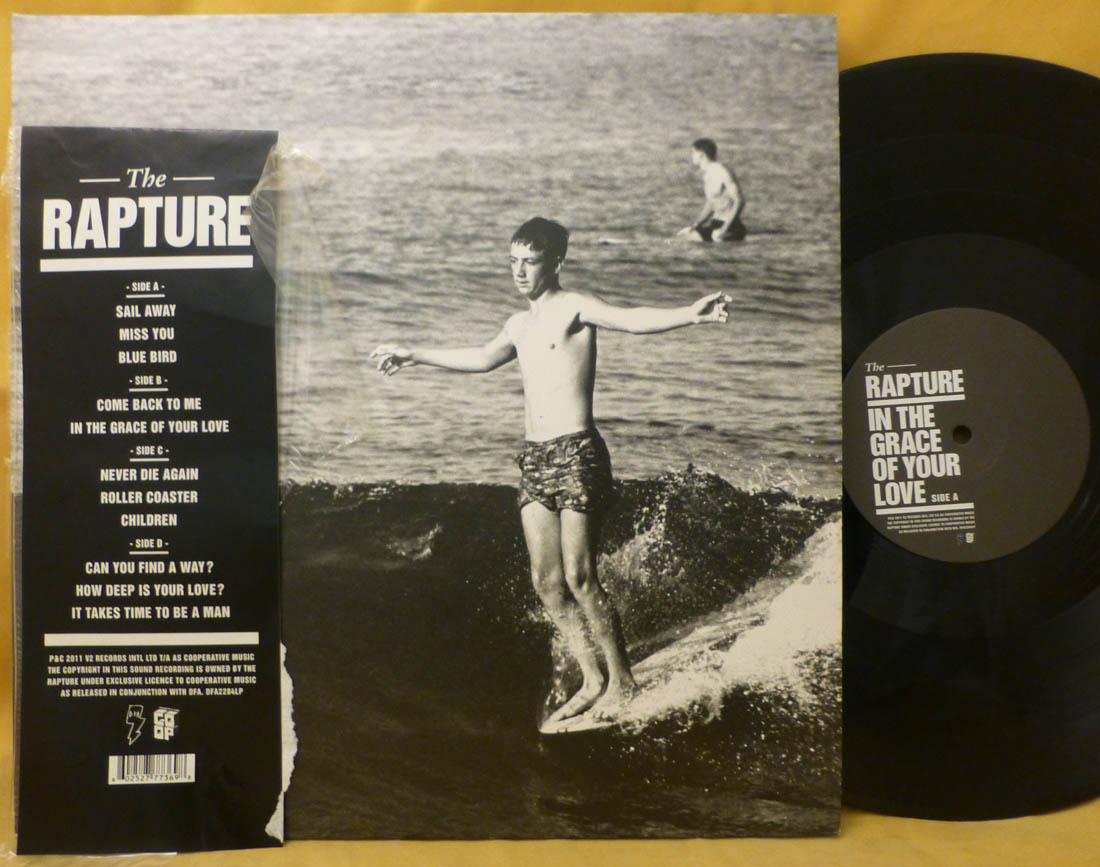 The
RAPTURE
- SIDE A -
SAIL AWAY
MISS YOU
BLUE BIRD
- SIDE B -
COME BACK TO ME
IN THE GRACE OF YOUR LOVE
- SIDE C -
NEVER DIE AGAIN
ROLLER COASTER
CHILDREN
- SIDE D -
CAN YOU FIND A WAY?
HOW DEEP IS YOUR LOVE?
IT TAKES TIME TO BE A MAN
P&C 2011 V2 RECORDS INTL LTD T/A AS COOPERATIVE MUSIC
THE COPYRIGHT IN THIS SOUND RECORDING IS OWNED BY THE
RAPTURE UNDER EXCLUSIVE LICENCE TO COOPERATIVE MUSIC
AS RELEASED IN CONJUNCTION WITH DFA. DFA2284LP
CO
OP
02527 77369
The
RAPTURE
IN THE
GRACE
OF YOUR
LOVE SIDE A